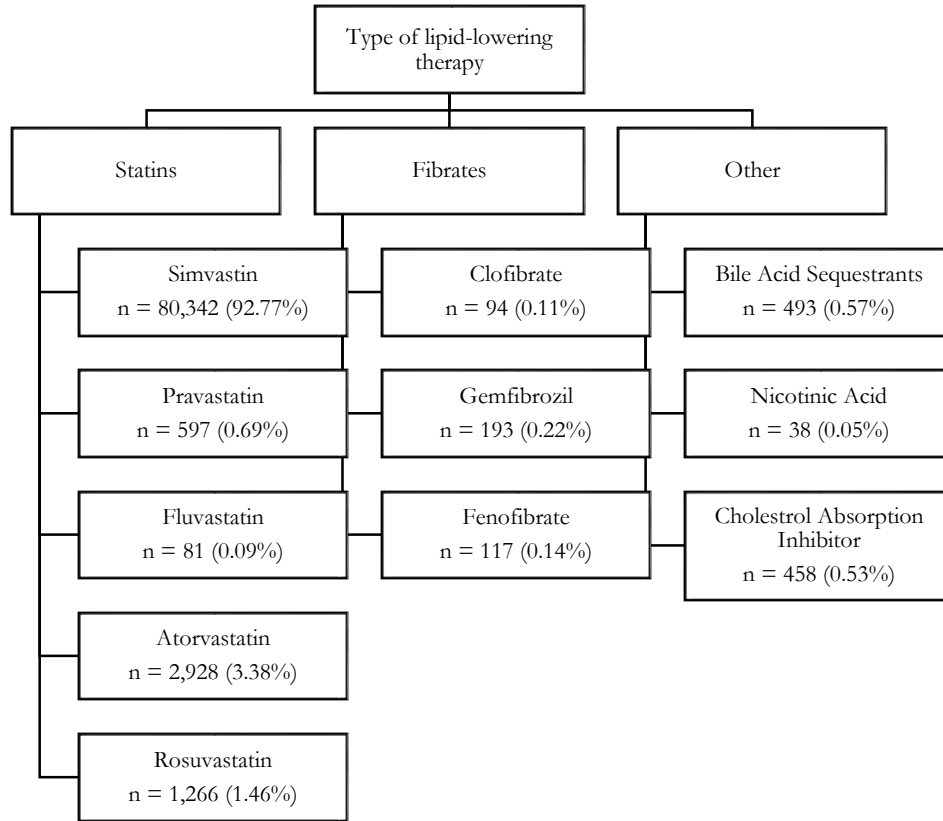 Type of lipid-lowering
therapy
Statins
Fibrates
Other
Simvastin
n = 80,342 (92.77%)
Clofibrate
n = 94 (0.11%)
Bile Acid Sequestrants
n = 493 (0.57%)
Pravastatin
n = 597 (0.69%)
Gemfibrozil
n = 193 (0.22%)
Nicotinic Acid
n = 38 (0.05%)
Fluvastatin
n = 81 (0.09%)
Fenofibrate
n = 117 (0.14%)
Cholestrol Absorption
Inhibitor
n = 458 (0.53%)
Atorvastatin
n = 2,928 (3.38%)
Rosuvastatin
n = 1,266 (1.46%)